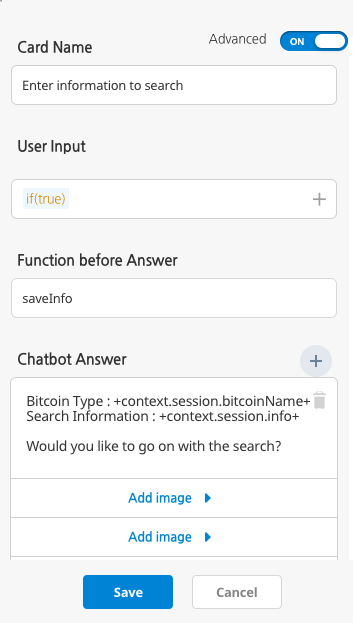 Card Name
Advanced
ON
Enter information to search
User Input
if(true)
Function before Answer
saveInfo
Chatbot Answer
Bitcoin Type : +context.session.bitcoinName+
Search Information : +context.session.info+
Would you like to go on with the search?
Add image
Add image
Save
Cancel